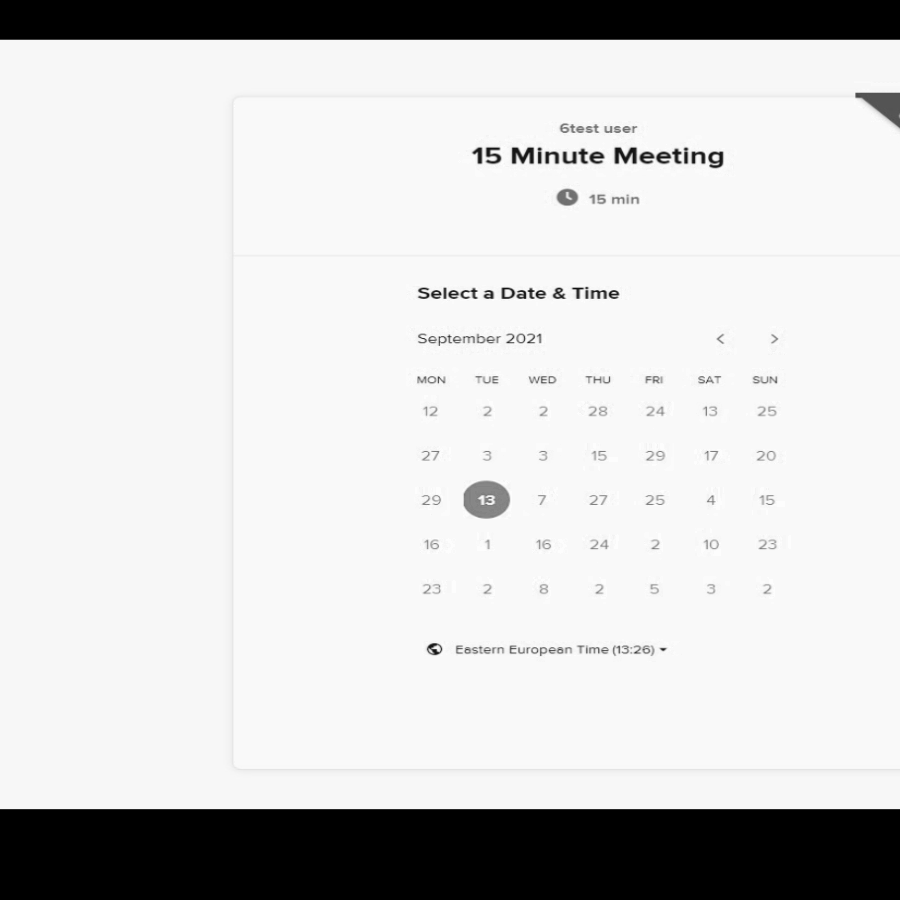 6test user
15 Minute Meeting
15 min
Select a Date & Time
September 2021 < >
MON TUE WED THU FRI SAT SUN
12 2 2 28 24 13 25
27 3 3 15 29 17 20
29 13 7 27 25 4 15
16 1 16 24 2 10 23
23 2 8 2 5 3 2
Eastern European Time (13:26)